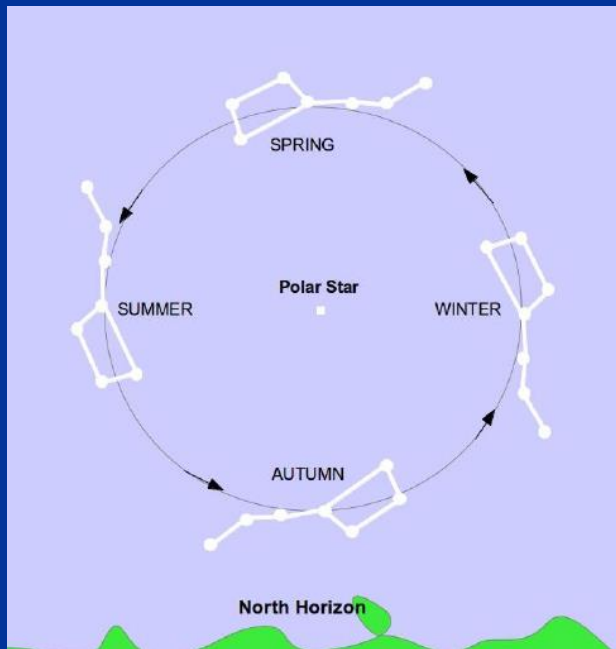 SPRING
Polar Star
SUMMER
WINTER
AUTUMN
North Horizon